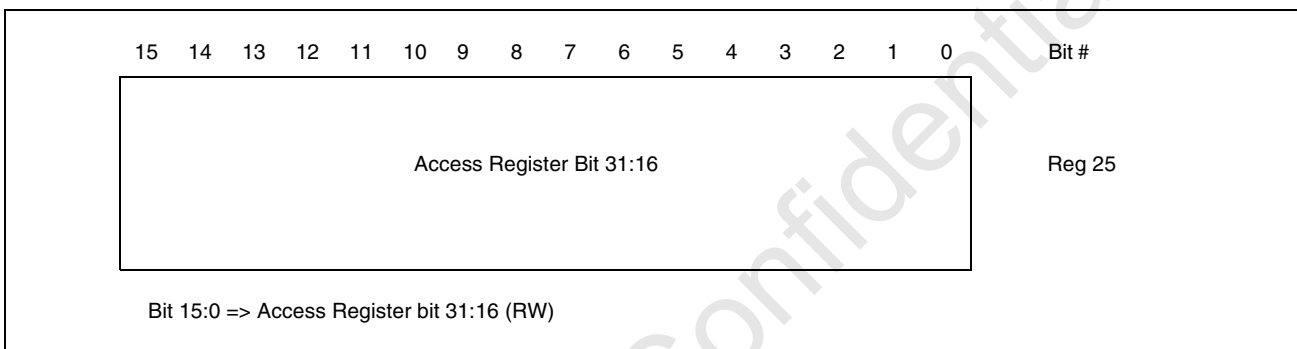 15 14 13 12 11 10 9 8 7 6 5 4 3 2 1 0 Bit #
Access Register Bit 31:16 Reg 25
Bit 15:0 => Access Register bit 31:16 (RW)
Confidential